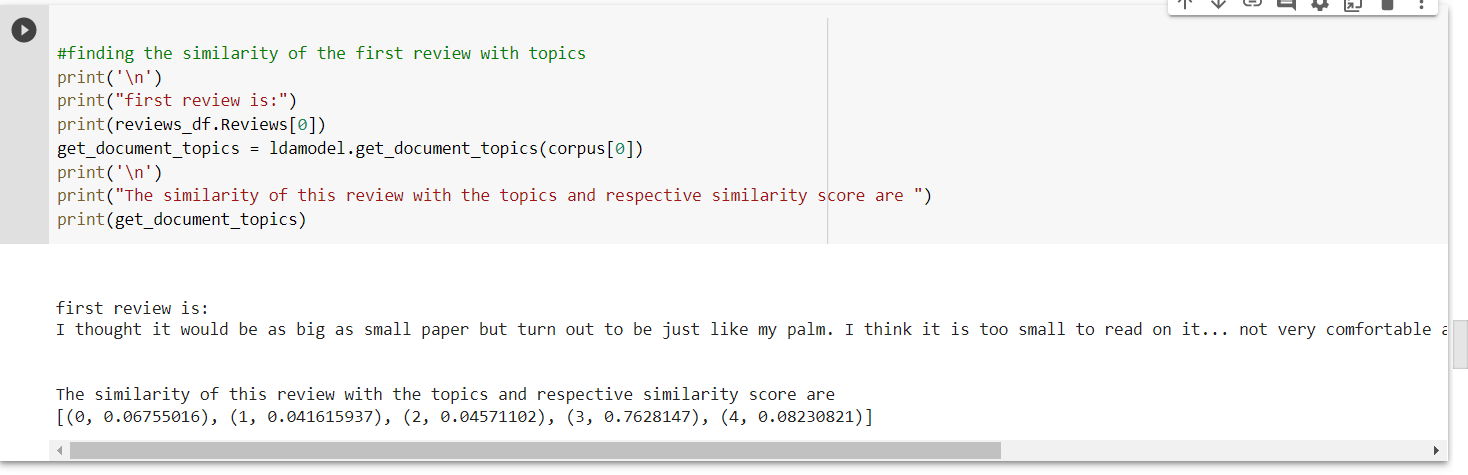 #finding the similarity of the first review with topics
print('\n')
print("first review is:")
print(reviews_df.Reviews[0])
get_document_topics = ldamodel.get_document_topics(corpus[0])
print('\n')
print("The similarity of this review with the topics and respective similarity score are ")
print(get_document_topics)
first review is:
I thought it would be as big as small paper but turn out to be just like my palm. I think it is too small to read on it... not very comfortable
The similarity of this review with the topics and respective similarity score are
[(0, 0.06755016), (1, 0.041615937), (2, 0.04571102), (3, 0.7628147), (4, 0.08230821)]